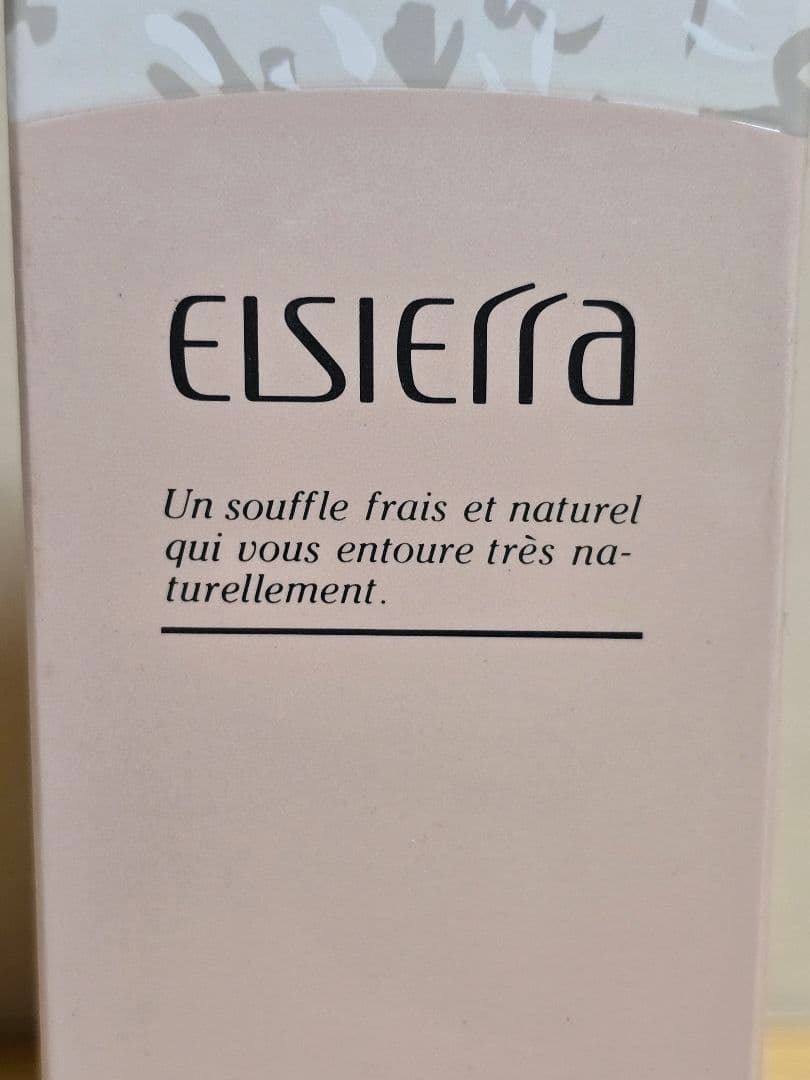 ELSIErra
Un souffle frais et naturel
qui vous entoure très na-
turellement.